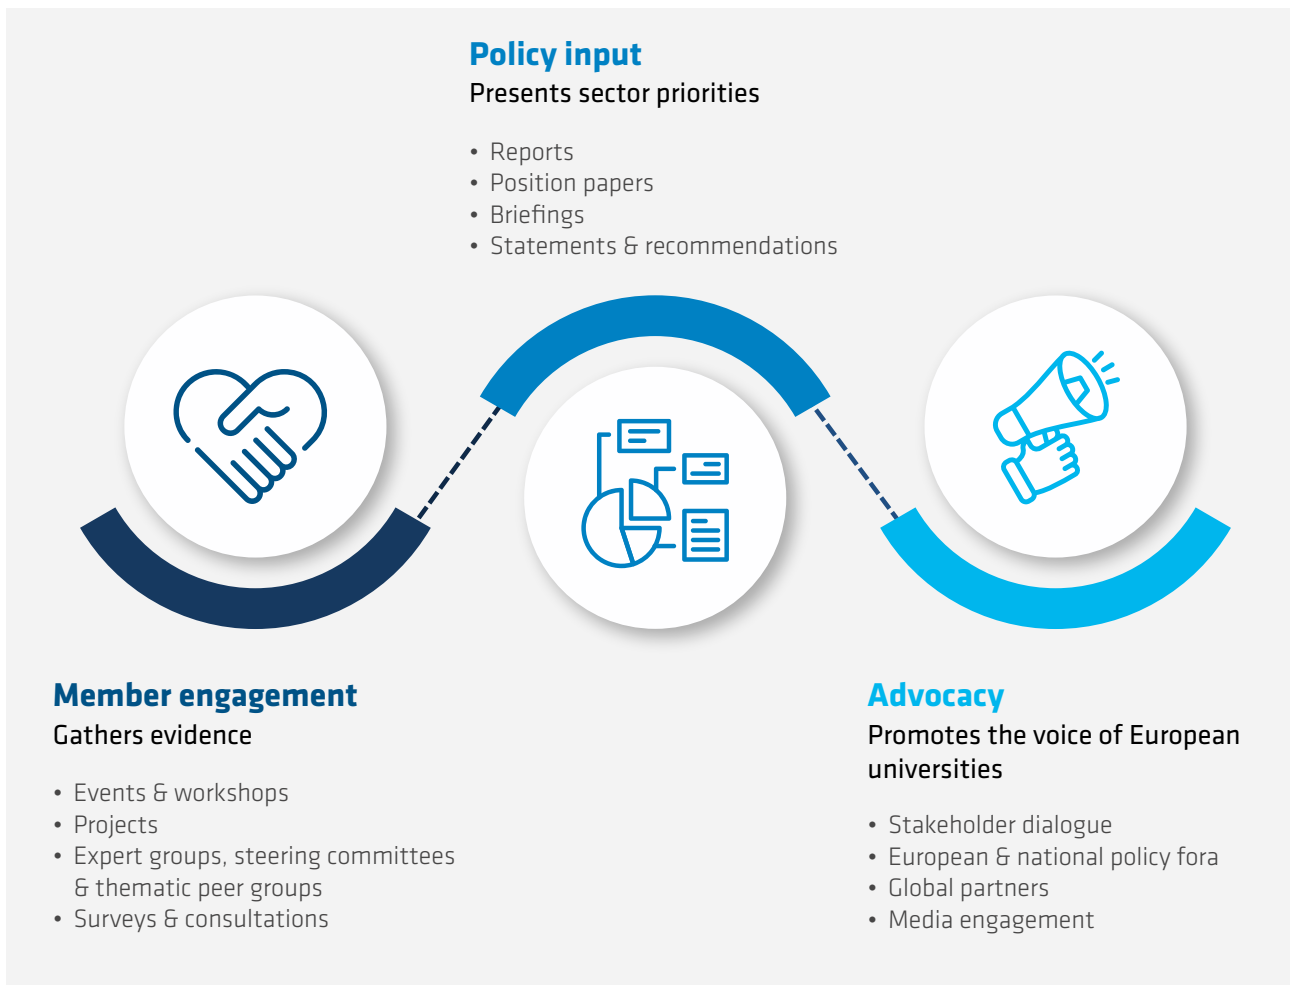 Policy input
Presents sector priorities
• Reports
• Position papers
• Briefings
• Statements & recommendations
Member engagement
Gathers evidence
• Events & workshops
• Projects
• Expert groups, steering committees
& thematic peer groups
• Surveys & consultations
Advocacy
Promotes the voice of European
universities
• Stakeholder dialogue
• European & national policy fora
• Global partners
• Media engagement